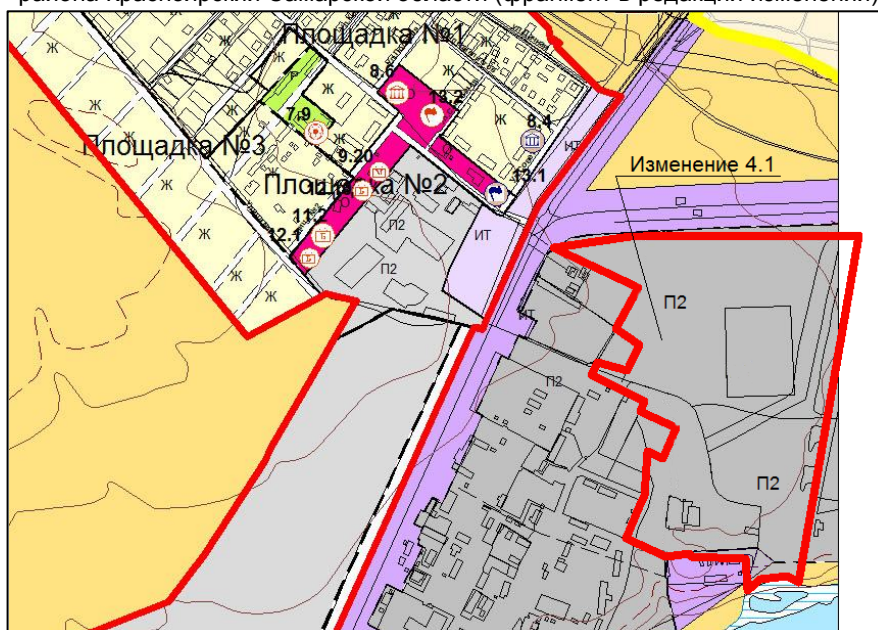 района Красноярский Самарской области (фрагмент в редакции изменений)
Площадка №1
Ж
Ж
Ж
Ж
8.6
Ж
13.2
Ж
Р
Ж
7.9
Ж
8.4
ИТ
Площадка №3
9.20
Изменение 4.1
Ж
Площадка №2
13.1
11.2
П2
Ж
12.1
ИТ
П2
Ж
Ж
П2
ИТ
П2
П2